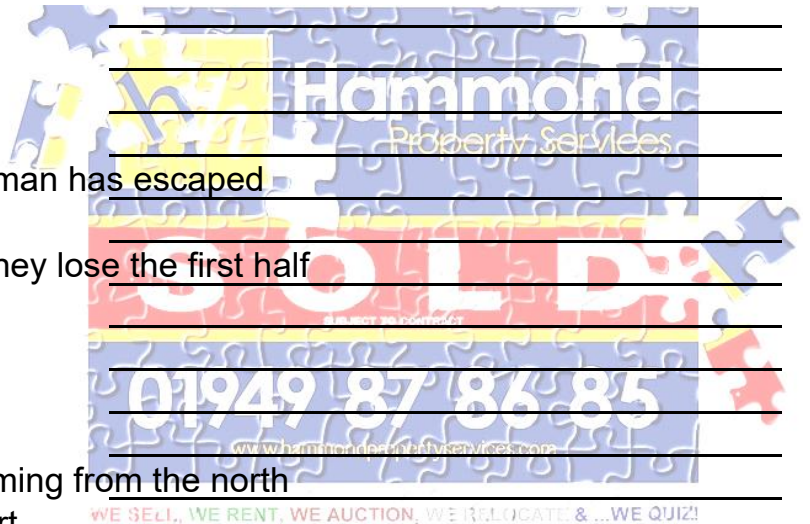 h
Hammond
Property Services
man has escaped
hey lose the first half
SOLD
SUBJECT TO CONTRACT
01949 87 86 85
www.hammondpropertyservices.com
ming from the north
rt
WE SELL, WE RENT, WE AUCTION, WE RELOCATE & ...WE QUIZ!